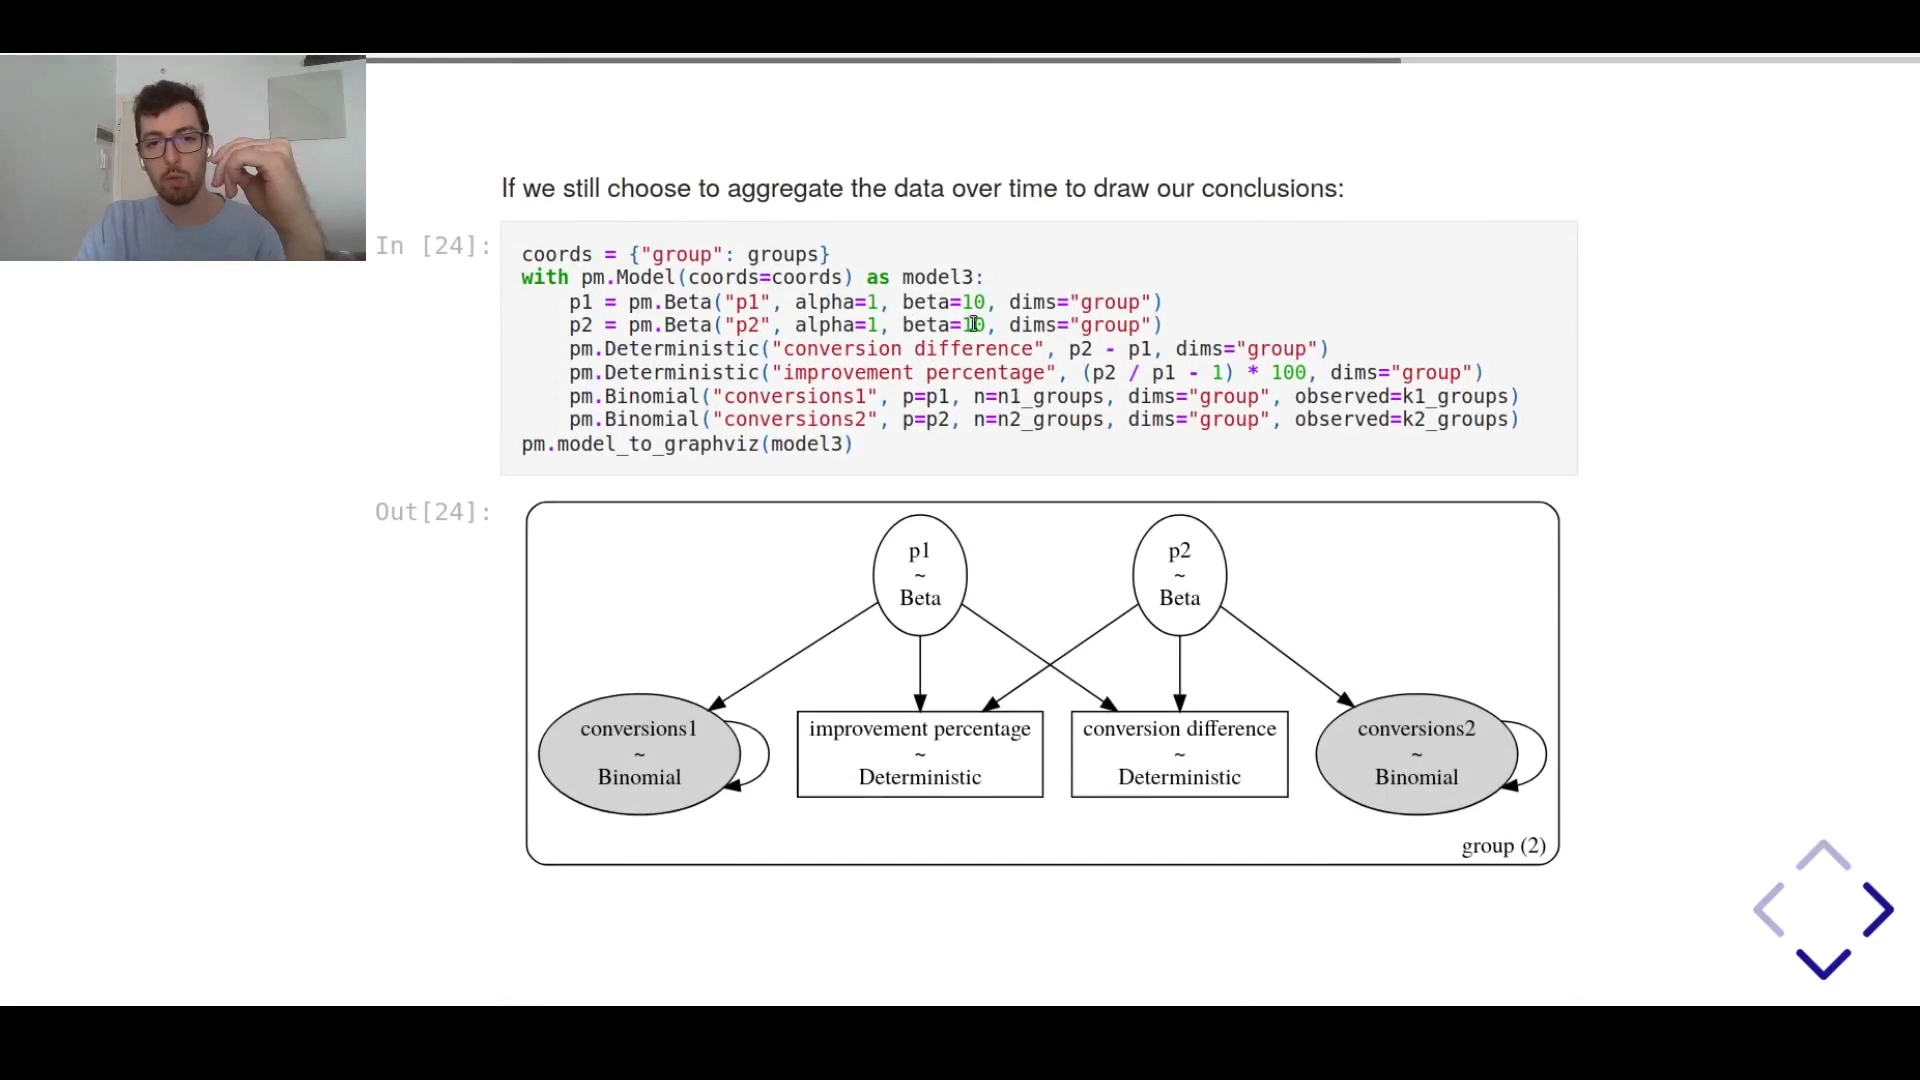 If we still choose to aggregate the data over time to draw our conclusions:
In [24]:
coords = {"group": groups}
with pm.Model(coords=coords) as model3:
    p1 = pm.Beta("p1", alpha=1, beta=10, dims="group")
    p2 = pm.Beta("p2", alpha=1, beta=10, dims="group")
    pm.Deterministic("conversion difference", p2 - p1, dims="group")
    pm.Deterministic("improvement percentage", (p2 / p1 - 1) * 100, dims="group")
    pm.Binomial("conversions1", p=p1, n=n1_groups, dims="group", observed=k1_groups)
    pm.Binomial("conversions2", p=p2, n=n2_groups, dims="group", observed=k2_groups)
pm.model_to_graphviz(model3)
Out[24]:
p1
~
Beta
p2
~
Beta
conversions1
~
Binomial
improvement percentage
~
Deterministic
conversion difference
~
Deterministic
conversions2
~
Binomial
group (2)